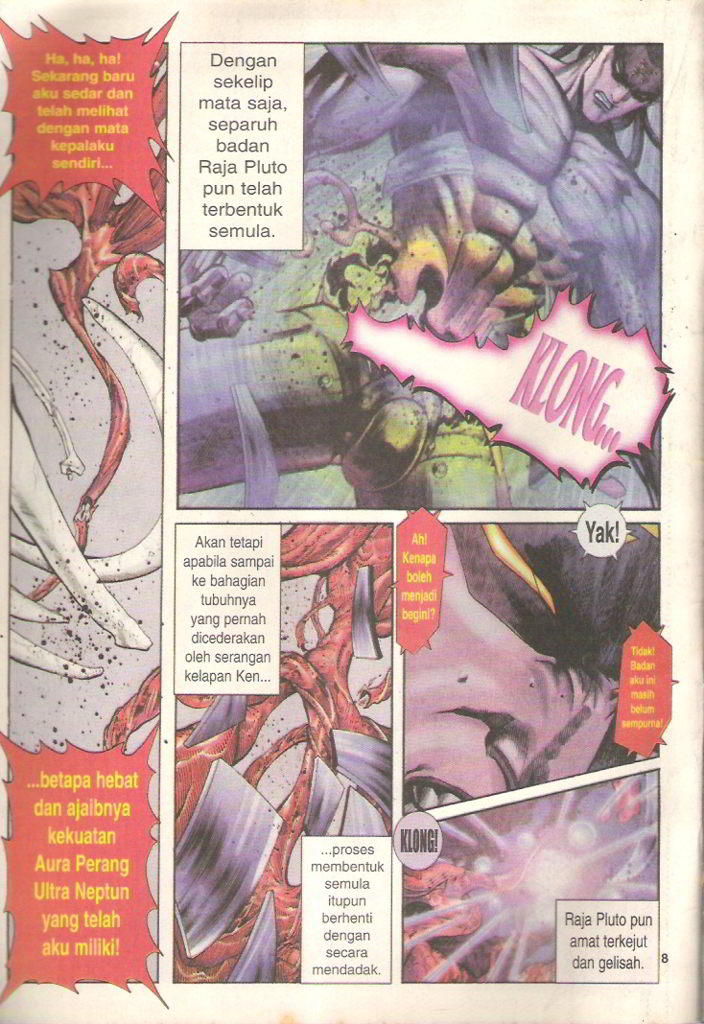 Ha, ha, ha!
Sekarang baru
aku sedar dan
telah melihat
dengan mata
kepalaku
sendiri...
...betapa hebat
dan ajaibnya
kekuatan
Aura Perang
Ultra Neptun
yang telah
aku miliki!
Dengan
sekelip
mata saja,
separuh
badan
Raja Pluto
pun telah
terbentuk
semula.
KLONG...
Akan tetapi
apabila sampai
ke bahagian
tubuhnya
yang pernah
dicederakan
oleh serangan
kelapan Ken...
...proses
membentuk
semula
itupun
berhenti
dengan
secara
mendadak.
Ah!
Kenapa
boleh
menjadi
begini?
Yak!
Tidak!
Badan
aku ini
masih
belum
sempurna!
KLONG!
Raja Pluto pun
amat terkejut
dan gelisah.
8